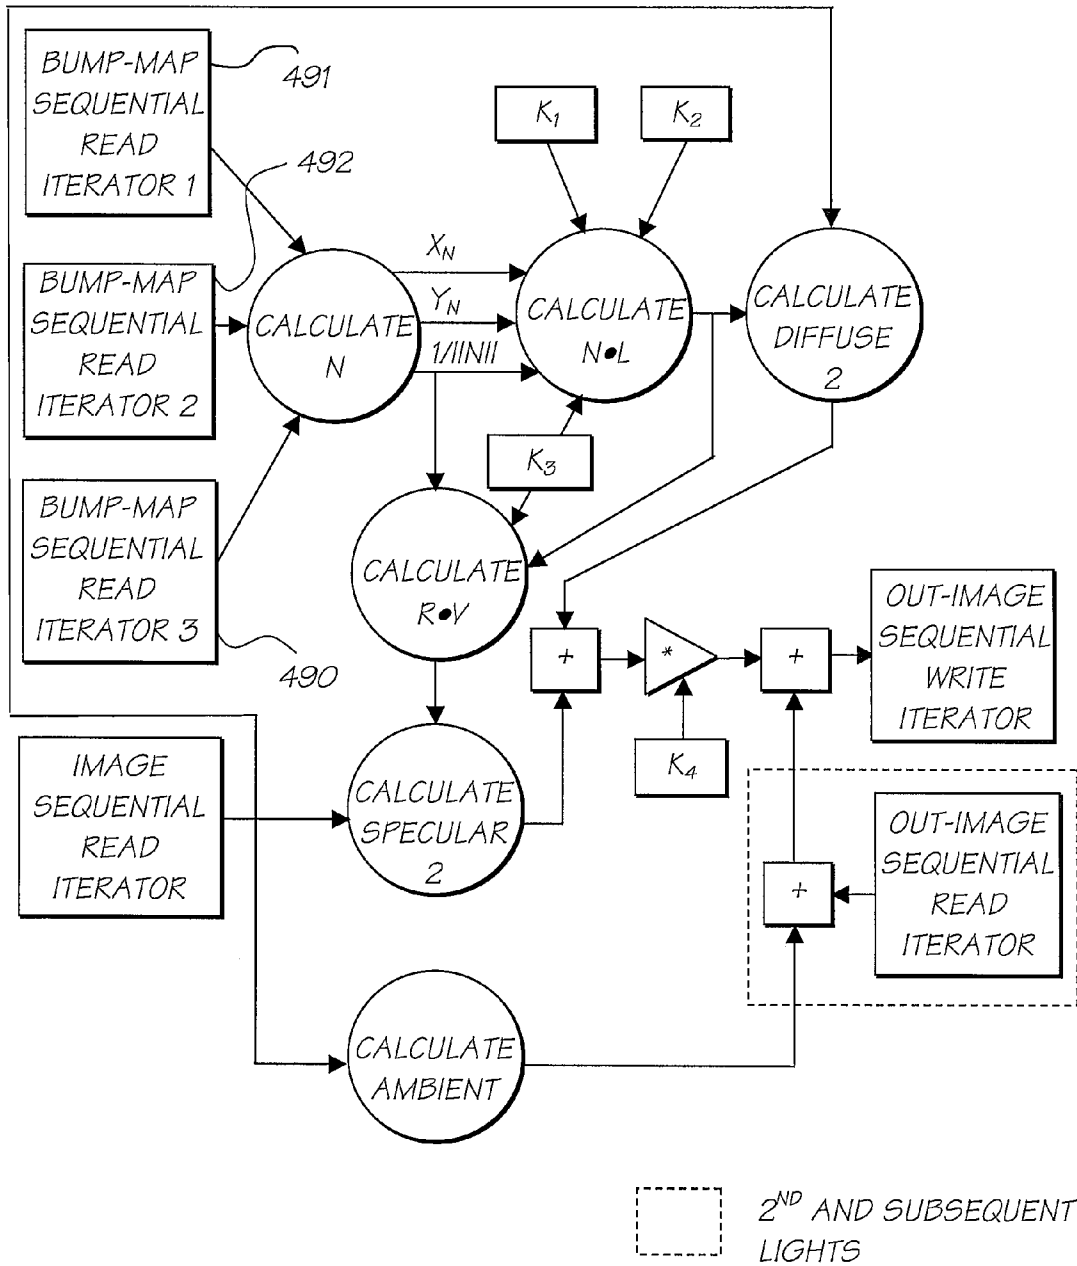 BUMP-MAP
SEQUENTIAL
READ
ITERATOR 1
491
K1
K2
492
BUMP-MAP
SEQUENTIAL
READ
ITERATOR 2
CALCULATE
N
XN
YN
1/||N||
CALCULATE
N●L
CALCULATE
DIFFUSE
2
K3
BUMP-MAP
SEQUENTIAL
READ
ITERATOR 3
490
CALCULATE
R●V
+
*
+
OUT-IMAGE
SEQUENTIAL
WRITE
ITERATOR
K4
IMAGE
SEQUENTIAL
READ
ITERATOR
CALCULATE
SPECULAR
2
+
OUT-IMAGE
SEQUENTIAL
READ
ITERATOR
CALCULATE
AMBIENT
2ND AND SUBSEQUENT
LIGHTS